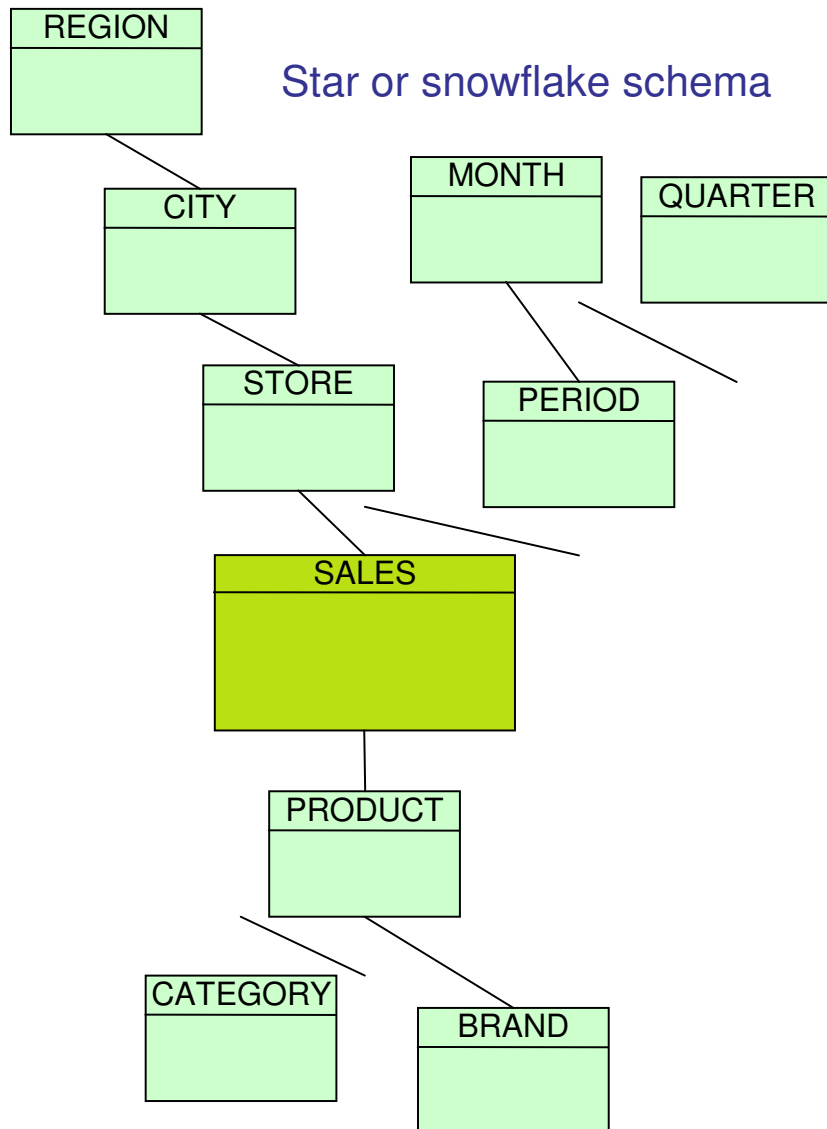 REGION
Star or snowflake schema
MONTH
QUARTER
CITY
STORE
PERIOD
SALES
PRODUCT
CATEGORY
BRAND